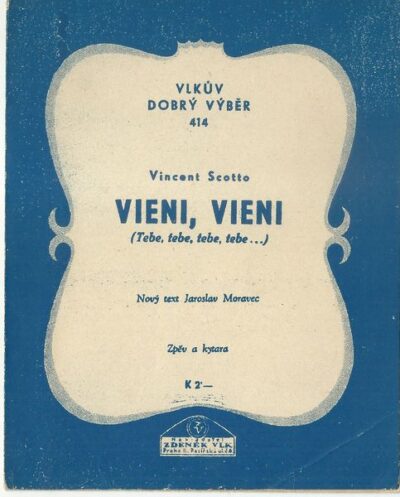 VLKŮV
DOBRÝ VÝBĚR
414
Vincent Scotto
VIENI, VIENI
(Tebe, tebe, tebe, tebe...)
Nový text Jaroslav Moravec
Zpěv a kytara
K 2·—
ZDENĚK VLK
Praha